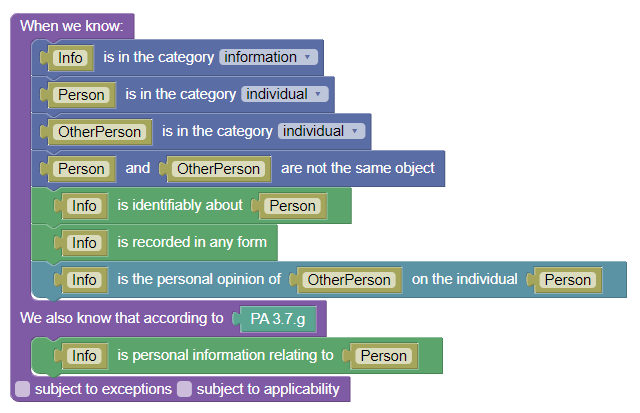 When we know:
Info is in the category information
Person is in the category individual
OtherPerson is in the category individual
Person and OtherPerson are not the same object
Info is identifiably about Person
Info is recorded in any form
Info is the personal opinion of OtherPerson on the individual Person
We also know that according to PA 3.7.g
Info is personal information relating to Person
subject to exceptions subject to applicability